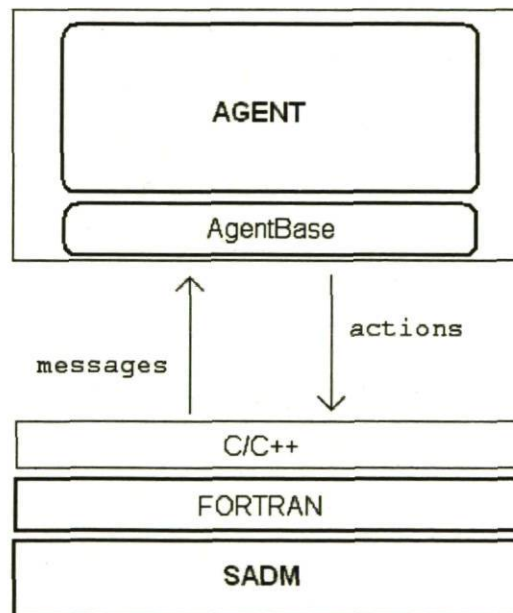 AGENT
AgentBase
actions
messages
C/C++
FORTRAN
SADM